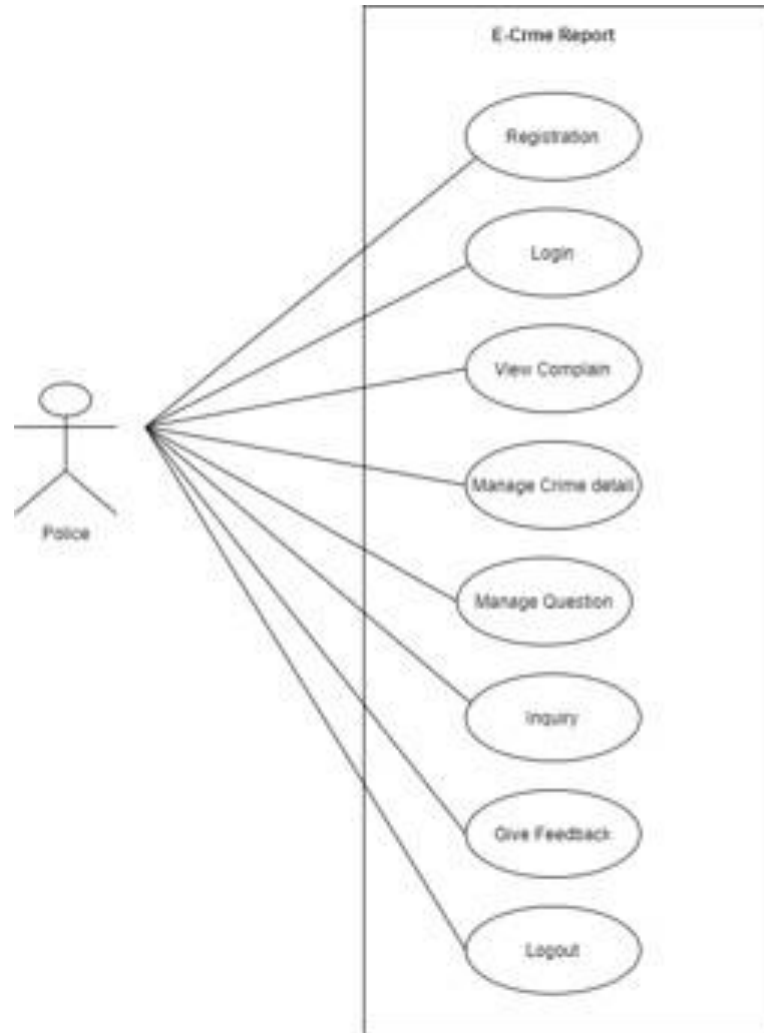 E-Crme Report
Registration
Login
View Complain
Manage Crime detail
Manage Question
Inquiry
Give Feedback
Logout
Police